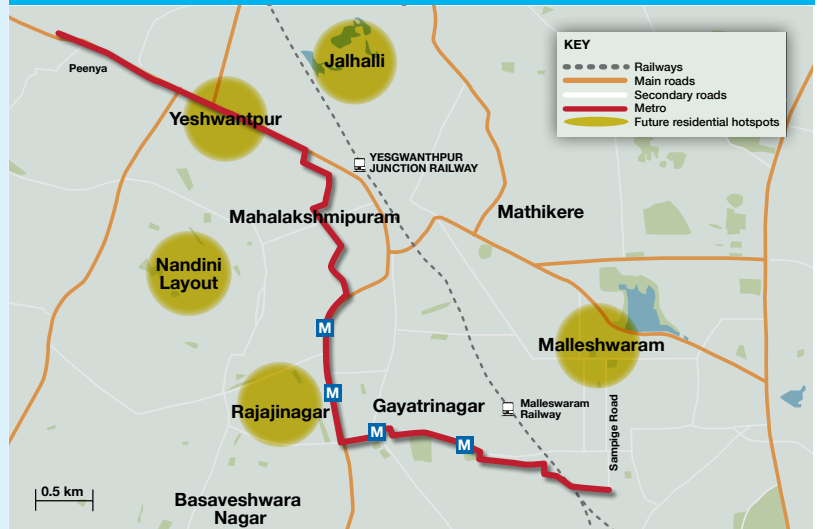 KEY
Railways
Main roads
Secondary roads
Metro
Future residential hotspots
Jalhalli
Peenya
Yeshwantpur
YESGWANTHPUR
JUNCTION RAILWAY
Mahalakshmipuram
Mathikere
Nandini
Layout
M
Malleshwaram
M
Rajajinagar
Gayatrinagar
Malleswaram
Railway
Sampige Road
M
M
0.5 km
Basaveshwara
Nagar